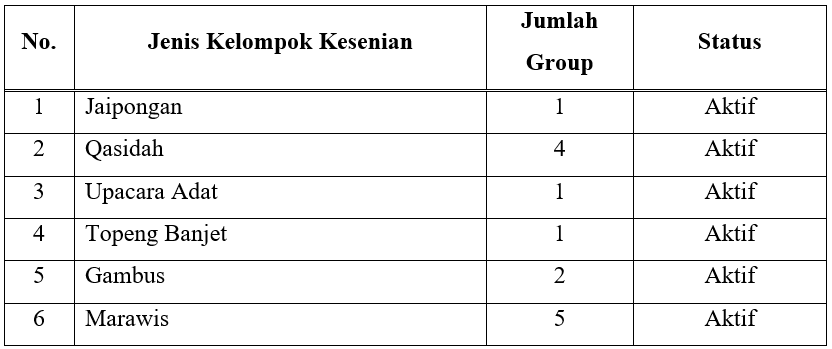 No. Jenis Kelompok Kesenian Jumlah Group Status
1 Jaipongan 1 Aktif
2 Qasidah 4 Aktif
3 Upacara Adat 1 Aktif
4 Topeng Banjet 1 Aktif
5 Gambus 2 Aktif
6 Marawis 5 Aktif